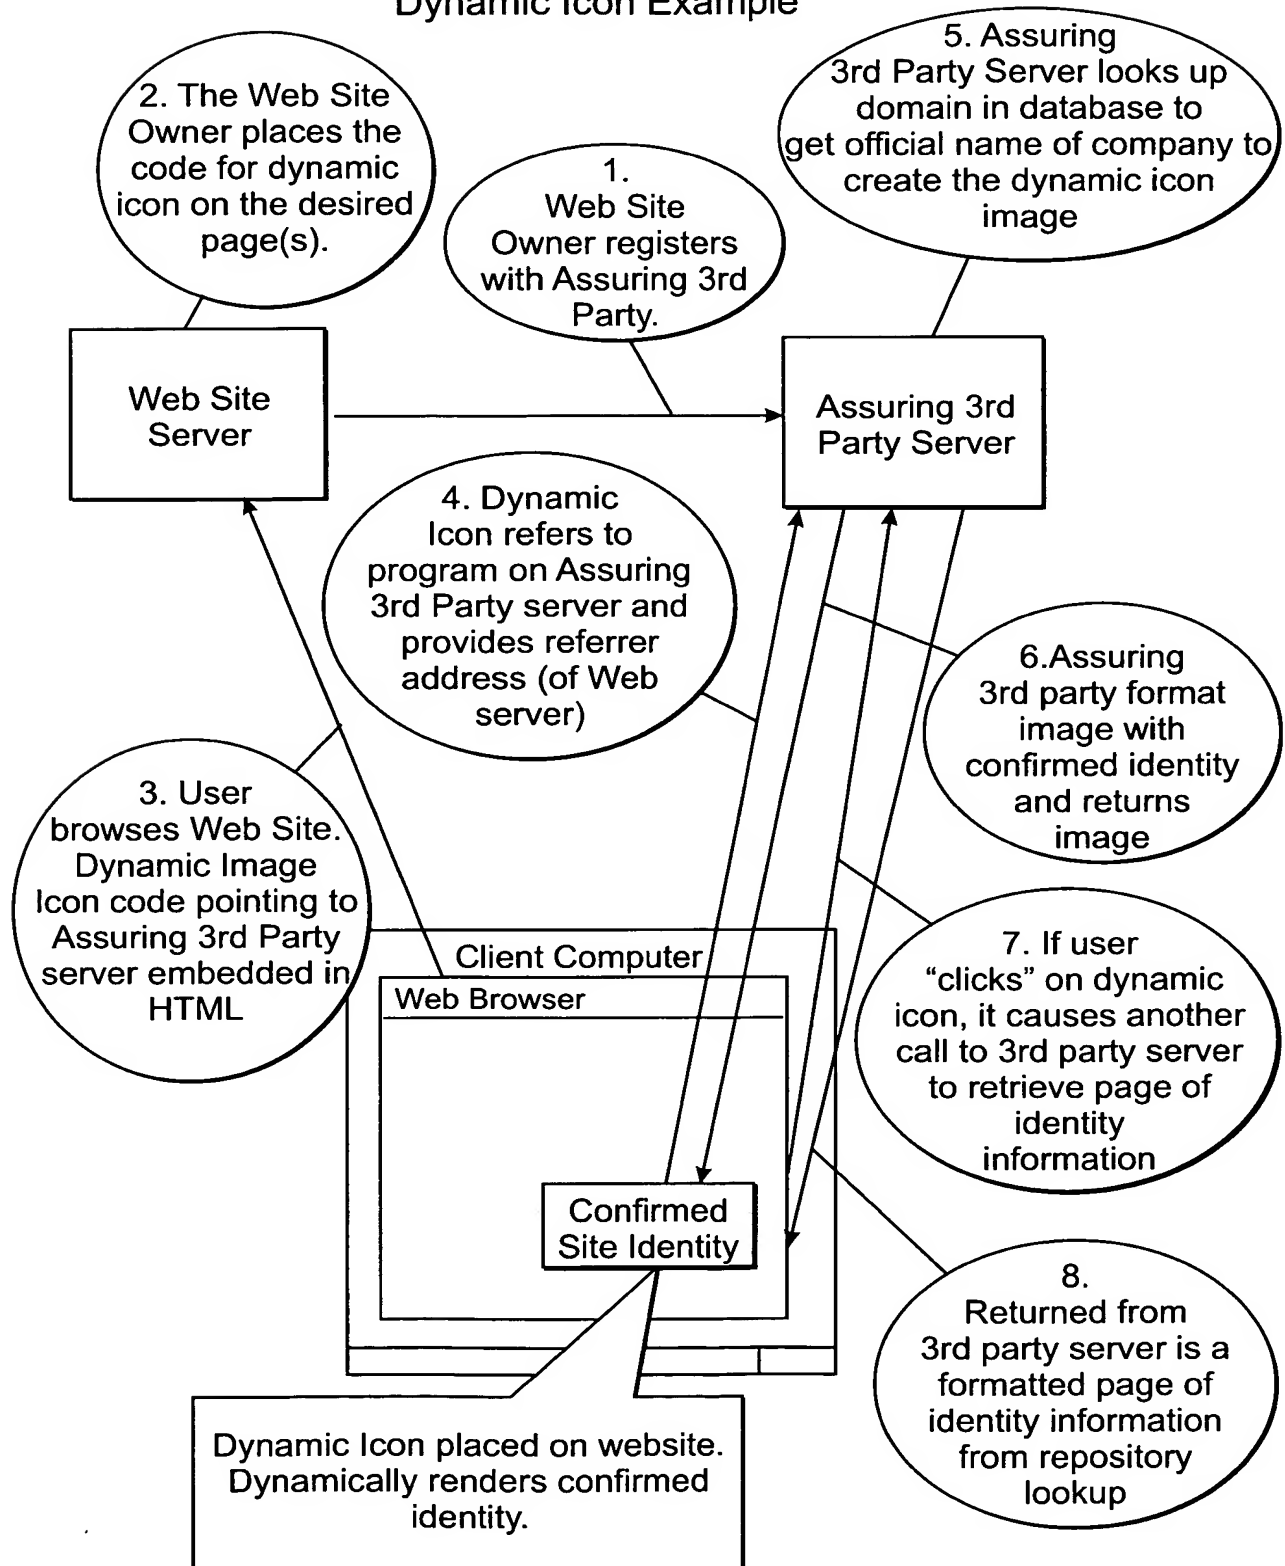 Dynamic Icon Example
2. The Web Site
Owner places the
code for dynamic
icon on the desired
page(s).
1.
Web Site
Owner registers
with Assuring 3rd
Party.
5. Assuring
3rd Party Server looks up
domain in database to
get official name of company to
create the dynamic icon
image
Web Site
Server
Assuring 3rd
Party Server
4. Dynamic
Icon refers to
program on Assuring
3rd Party server and
provides referrer
address (of Web
server)
6.Assuring
3rd party format
image with
confirmed identity
and returns
image
3. User
browses Web Site.
Dynamic Image
Icon code pointing to
Assuring 3rd Party
server embedded in
HTML
Client Computer
Web Browser
7. If user
“clicks” on dynamic
icon, it causes another
call to 3rd party server
to retrieve page of
identity
information
Confirmed
Site Identity
8.
Returned from
3rd party server is a
formatted page of
identity information
from repository
lookup
Dynamic Icon placed on website.
Dynamically renders confirmed
identity.